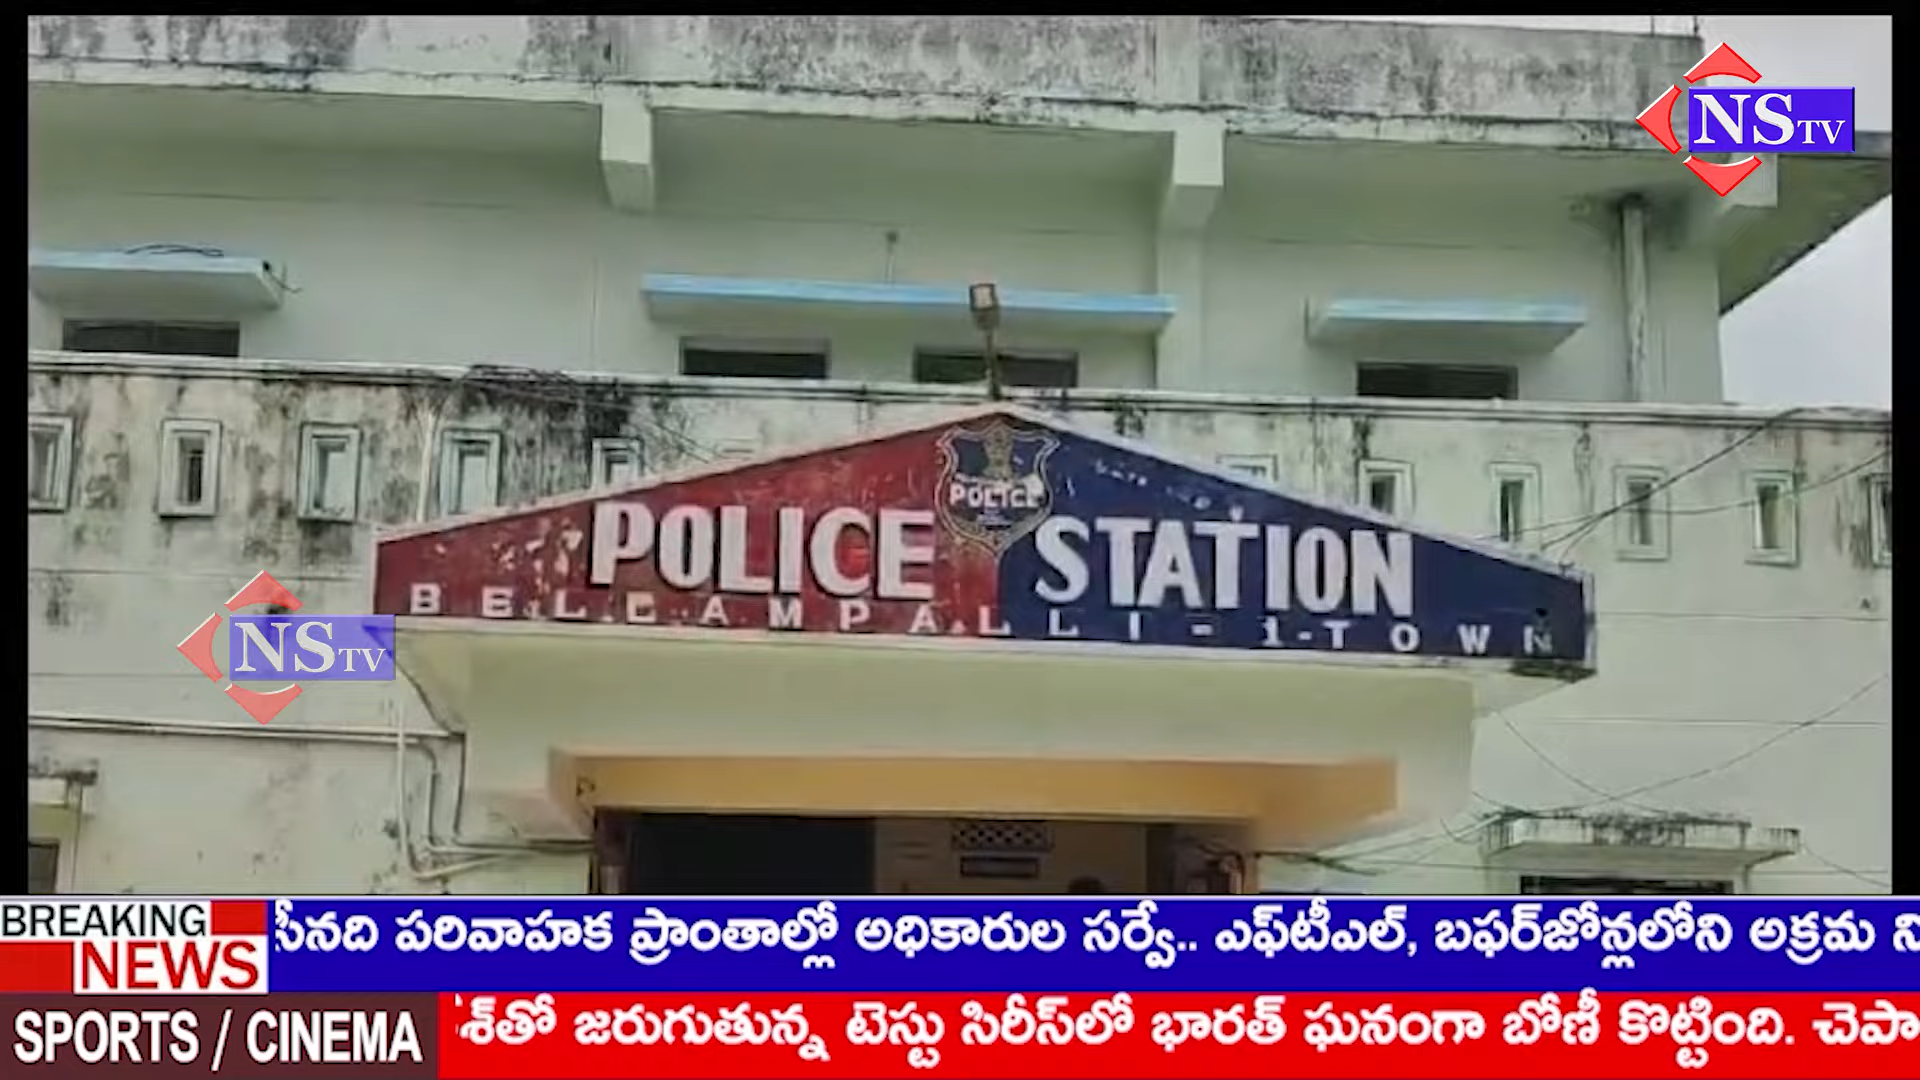 NS TV
POLICE
POLICE STATION
BELLAMPALLI-1-TOWN
NS TV
BREAKING NEWS
పరివాహక ప్రాంతాల్లో అధికారుల సర్వే.. ఎఫ్‌టీఎల్, బఫర్‌జోన్లలోని అక్రమ
SPORTS / CINEMA
జరుగుతున్న టెస్టు సిరీస్‌లో భారత్ ఘనంగా బోణీ కొట్టింది.